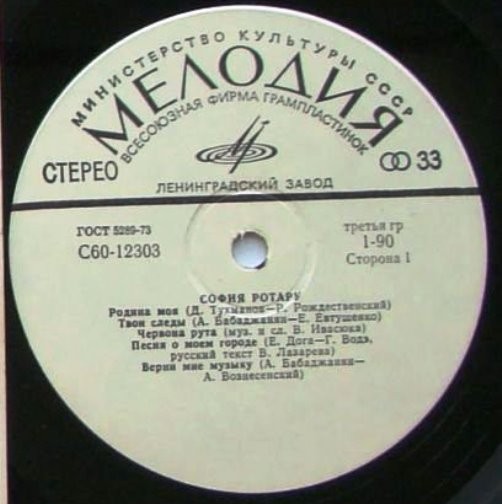 МИНИСТЕРСТВО КУЛЬТУРЫ СССР
МЕЛОДИЯ
ВСЕСОЮЗНАЯ ФИРМА ГРАМПЛАСТИНОК
СТЕРЕО
33
ЛЕНИНГРАДСКИЙ ЗАВОД
ГОСТ 5289-73
третья гр
С60-12303
1-90
Сторона 1
СОФИЯ РОТАРУ
Родина моя (Д. Тухманов—Р. Рождественский)
Твои следы (А. Бабаджанян—Е. Евтушенко)
Червона рута (муз. и сл. В. Ивасюка)
Песня о моем городе (Е. Дога—Г. Водэ,
русский текст В. Лазарева)
Верни мне музыку (А. Бабаджанян—
А. Вознесенский)